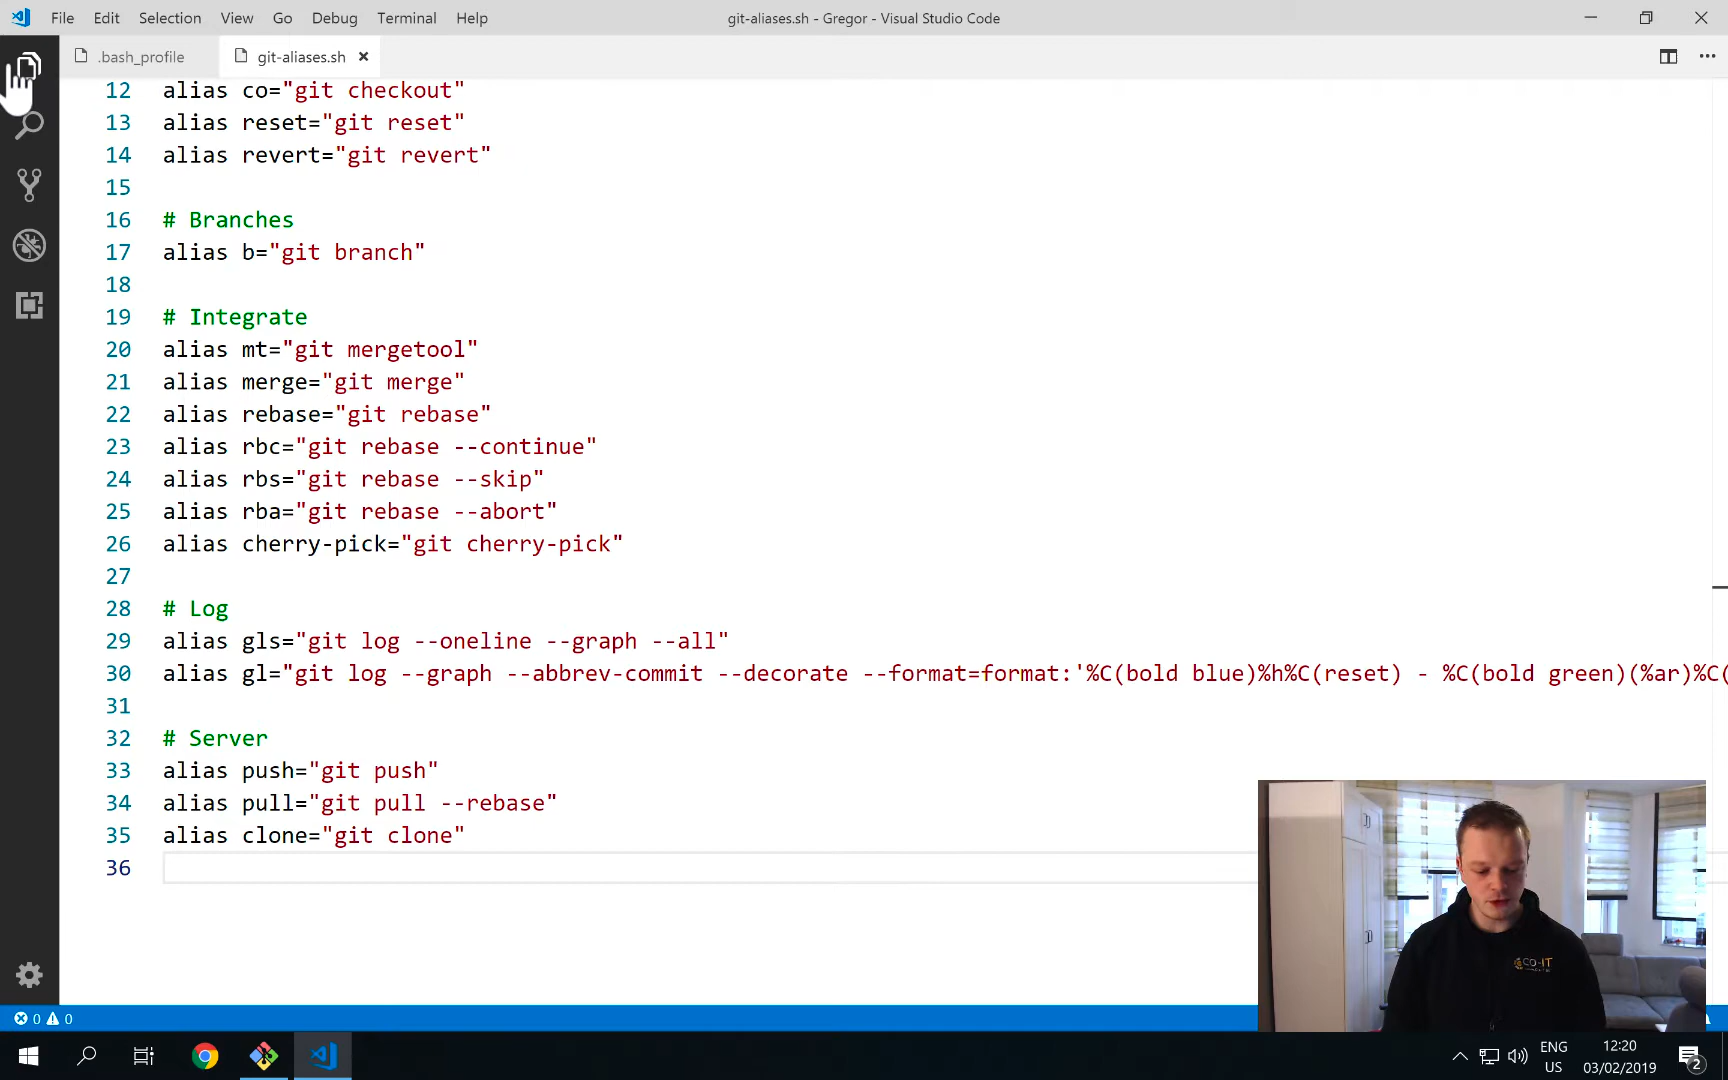 File Edit Selection View Go Debug Terminal Help
git-aliases.sh - Gregor - Visual Studio Code
.bash_profile
git-aliases.sh
12 alias co="git checkout"
13 alias reset="git reset"
14 alias revert="git revert"
15
16 # Branches
17 alias b="git branch"
18
19 # Integrate
20 alias mt="git mergetool"
21 alias merge="git merge"
22 alias rebase="git rebase"
23 alias rbc="git rebase --continue"
24 alias rbs="git rebase --skip"
25 alias rba="git rebase --abort"
26 alias cherry-pick="git cherry-pick"
27
28 # Log
29 alias gls="git log --oneline --graph --all"
30 alias gl="git log --graph --abbrev-commit --decorate --format=format:'%C(bold blue)%h%C(reset) - %C(bold green)(%ar)%C(
31
32 # Server
33 alias push="git push"
34 alias pull="git pull --rebase"
35 alias clone="git clone"
36
CO-IT
0 0
ENG
US
12:20
03/02/2019
2